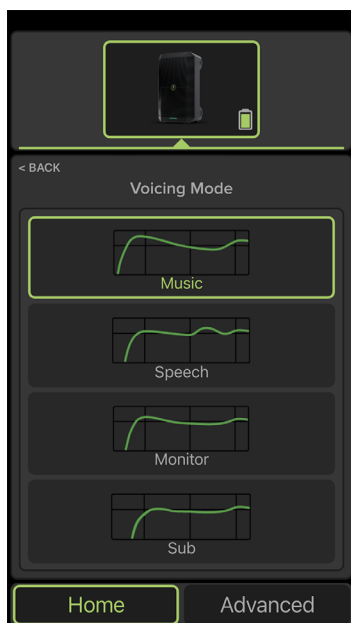 < BACK
Voicing Mode
Music
Speech
Monitor
Sub
Home
Advanced